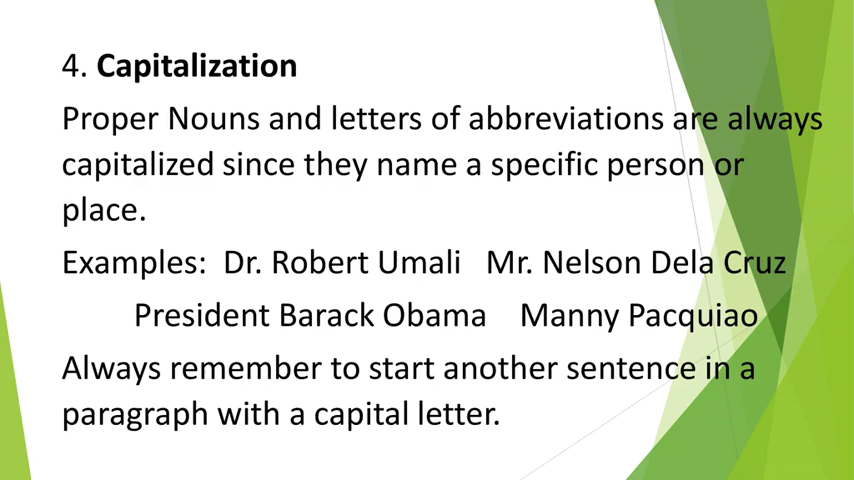 4. Capitalization
Proper Nouns and letters of abbreviations are always
capitalized since they name a specific person or
place.
Examples:  Dr. Robert Umali   Mr. Nelson Dela Cruz
President Barack Obama    Manny Pacquiao
Always remember to start another sentence in a
paragraph with a capital letter.